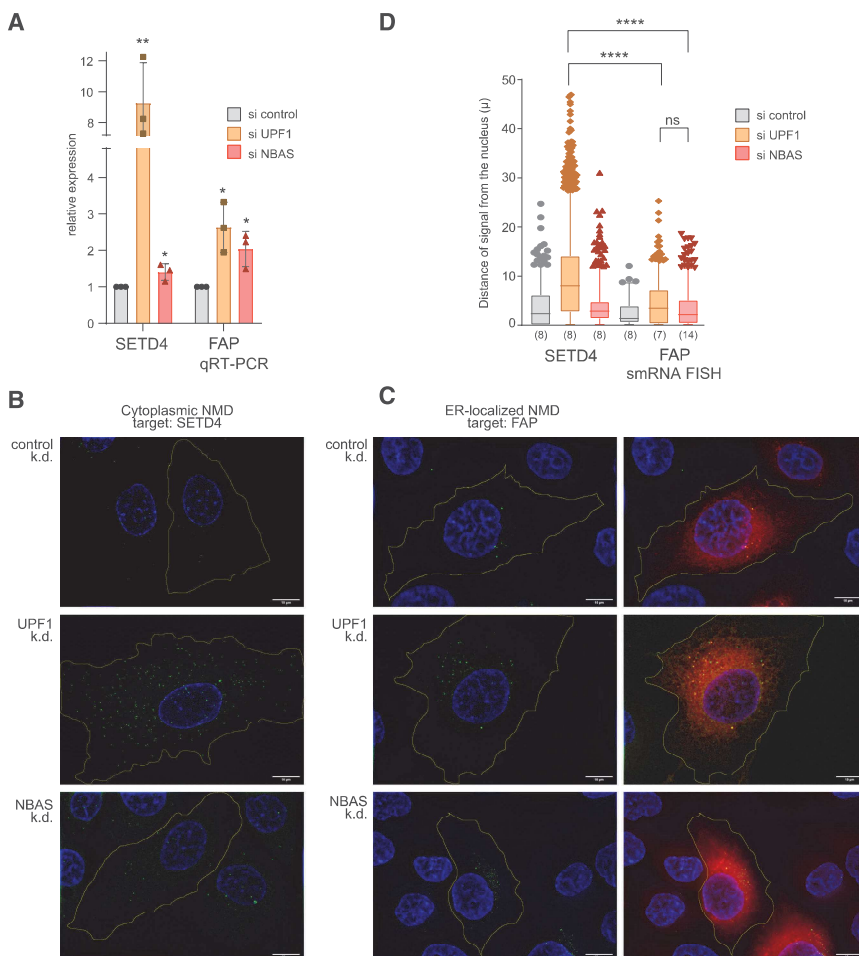 A
**
12
10
8
4
3
2
1
0
relative expression
*
*
*
si control
si UPF1
si NBAS
SETD4
FAP
qRT-PCR
D
****
****
ns
50
40
30
20
10
0
Distance of signal from the nucleus (µ)
si control
si UPF1
si NBAS
(8) (8) (8) (8) (7) (14)
SETD4
FAP
smRNA FISH
B
Cytoplasmic NMD
target: SETD4
control
k.d.
UPF1
k.d.
NBAS
k.d.
C
ER-localized NMD
target: FAP
control
k.d.
UPF1
k.d.
NBAS
k.d.